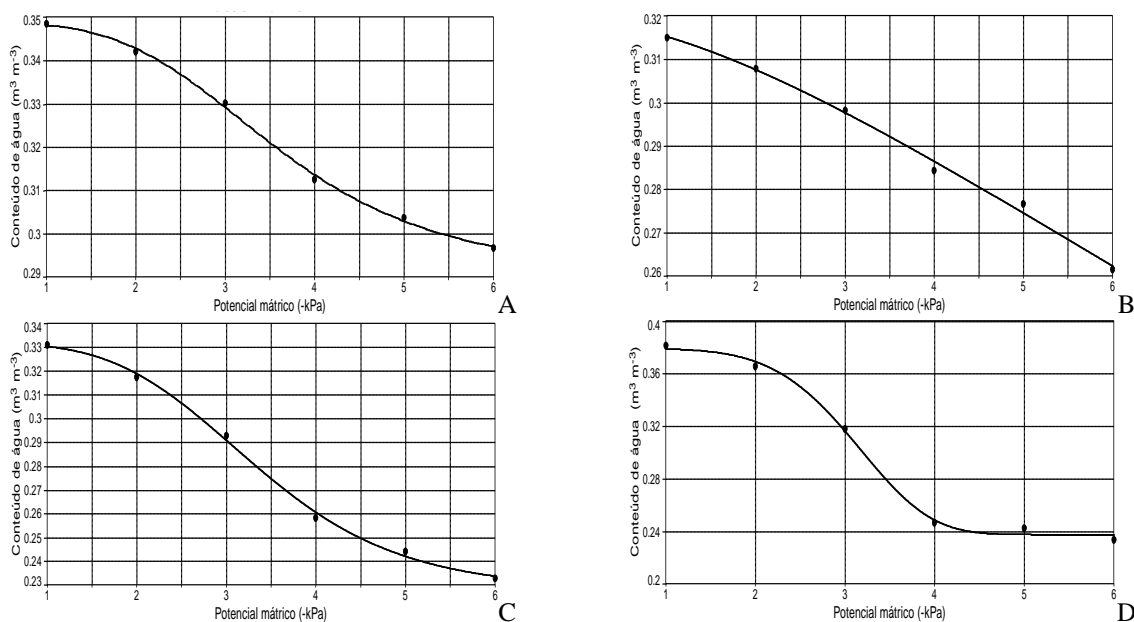 Conteúdo de água (m³ m⁻³)
0.35
0.34
0.33
0.32
0.31
0.3
0.29
1 2 3 4 5 6
Potencial mátrico (-kPa)
A
Conteúdo de água (m³ m⁻³)
0.32
0.31
0.3
0.29
0.28
0.27
0.26
1 2 3 4 5 6
Potencial mátrico (-kPa)
B
Conteúdo de água (m³ m⁻³)
0.34
0.33
0.32
0.31
0.3
0.29
0.28
0.27
0.26
0.25
0.24
0.23
1 2 3 4 5 6
Potencial mátrico (-kPa)
C
Conteúdo de água (m³ m⁻³)
0.4
0.36
0.32
0.28
0.24
0.2
1 2 3 4 5 6
Potencial mátrico (-kPa)
D